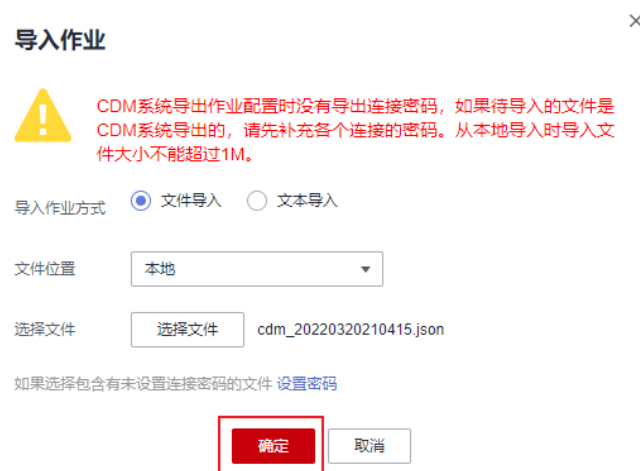 导入作业
CDM系统导出作业配置时没有导出连接密码，如果待导入的文件是
CDM系统导出的，请先补充各个连接的密码。从本地导入时导入文
件大小不能超过1M。
导入作业方式 文件导入 文本导入
文件位置 本地
选择文件 选择文件 cdm_20220320210415.json
如果选择包含有未设置连接密码的文件 设置密码
确定 取消